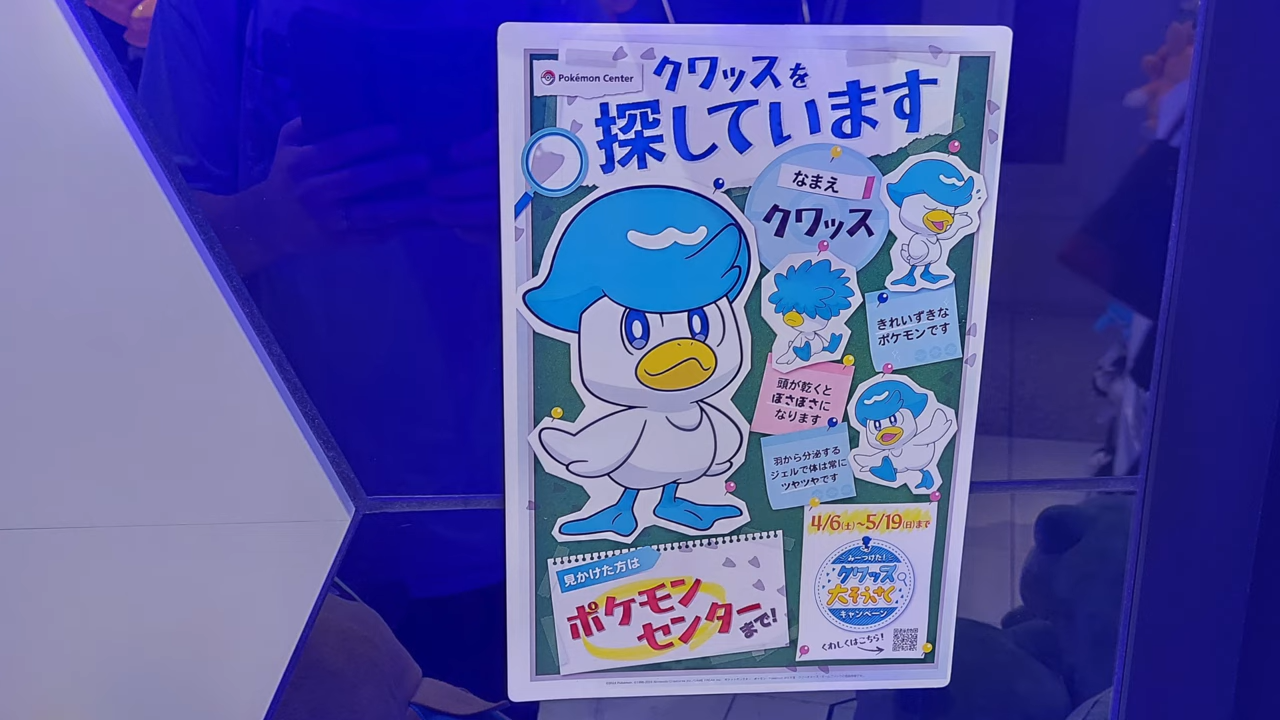 Pokémon Center
クワッスを
探しています
なまえ
クワッス
きれいずきな
ポケモンです
頭が乾くと
ぼさぼさに
なります
羽から分泌する
ジェルで体は常に
ツヤツヤです
4/6(土)~5/19(日)まで
みーつけた!
クワッス
大そうさく
キャンペーン
くわしくはこちら!
見かけた方は
ポケモン
センターまで!